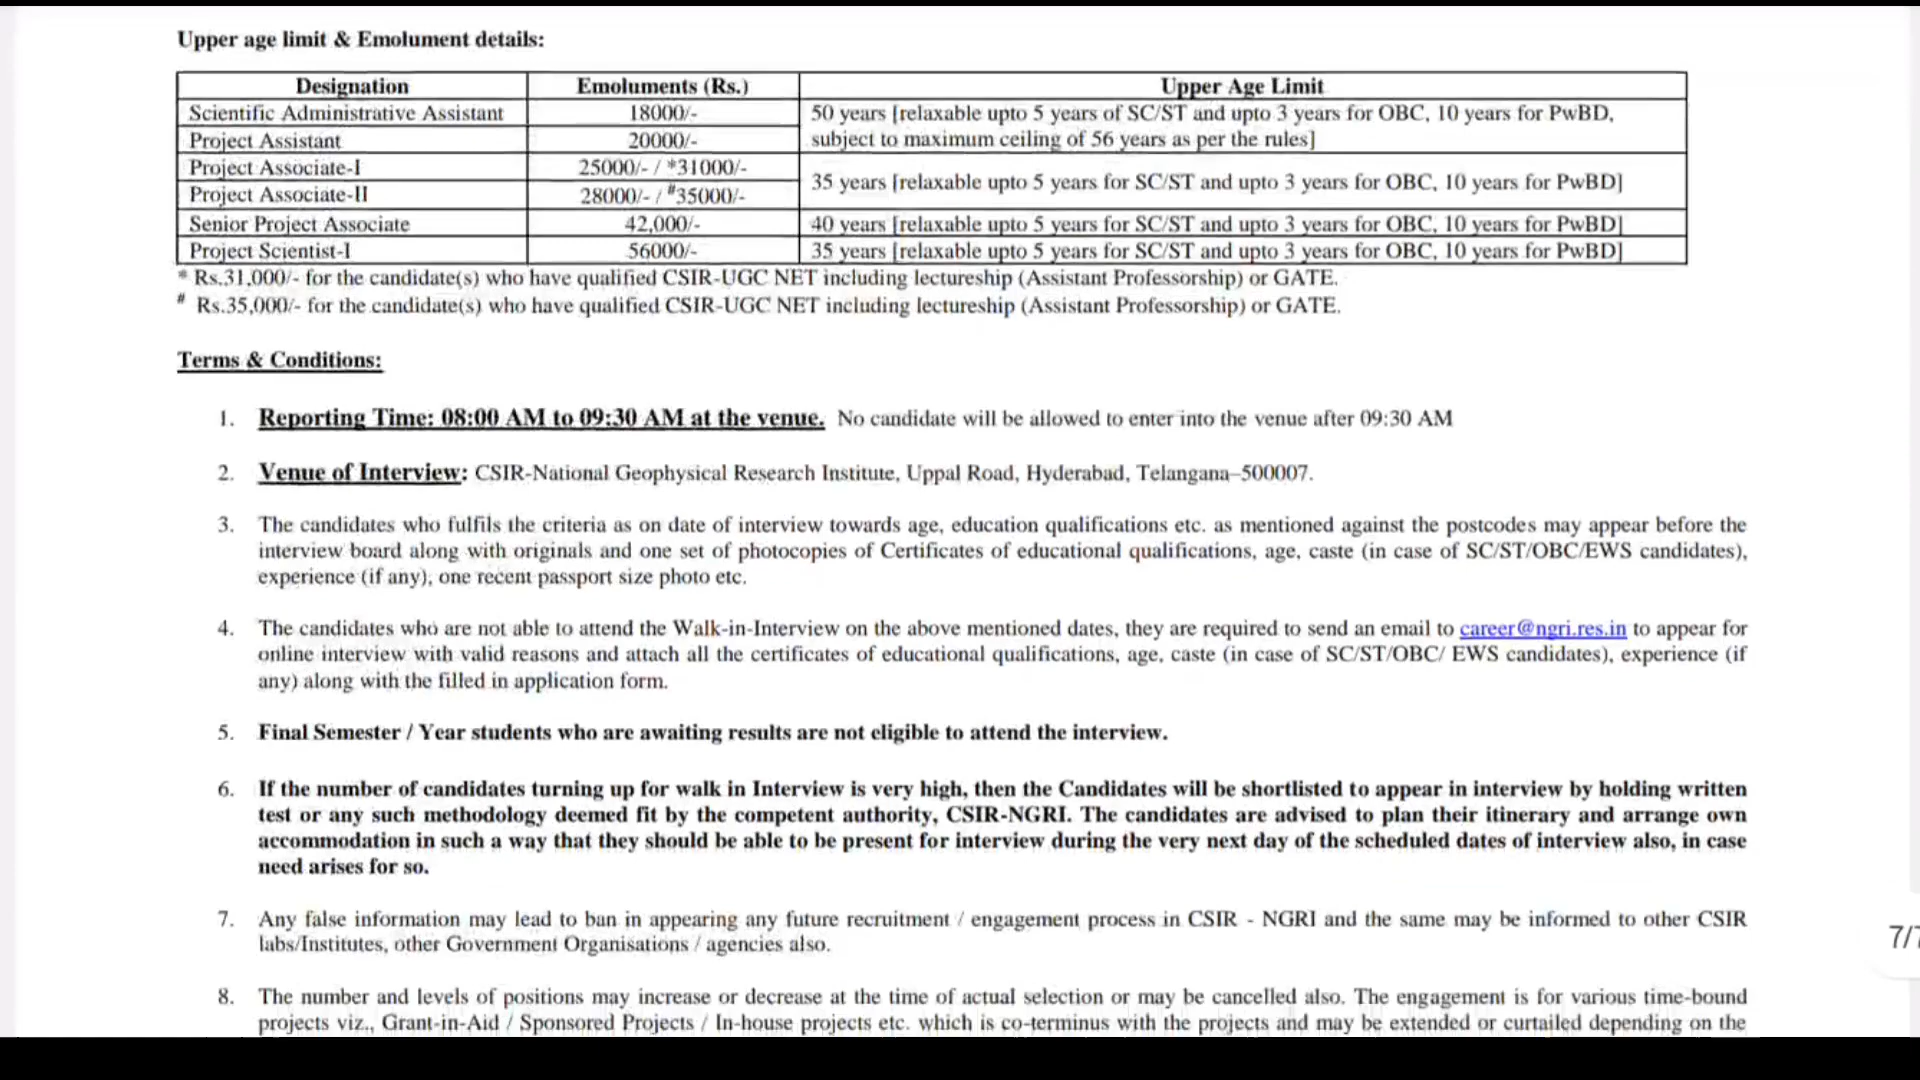 Upper age limit & Emolument details:
Designation Emoluments (Rs.) Upper Age Limit
Scientific Administrative Assistant 18000/- 50 years [relaxable upto 5 years of SC/ST and upto 3 years for OBC, 10 years for PwBD,
Project Assistant 20000/- subject to maximum ceiling of 56 years as per the rules]
Project Associate-I 25000/- / *31000/-
35 years [relaxable upto 5 years for SC/ST and upto 3 years for OBC, 10 years for PwBD]
Project Associate-II 28000/- / #35000/-
Senior Project Associate 42,000/- 40 years [relaxable upto 5 years for SC/ST and upto 3 years for OBC, 10 years for PwBD]
Project Scientist-I 56000/- 35 years [relaxable upto 5 years for SC/ST and upto 3 years for OBC, 10 years for PwBD]
* Rs.31,000/- for the candidate(s) who have qualified CSIR-UGC NET including lectureship (Assistant Professorship) or GATE.
# Rs.35,000/- for the candidate(s) who have qualified CSIR-UGC NET including lectureship (Assistant Professorship) or GATE.
Terms & Conditions:
1. Reporting Time: 08:00 AM to 09:30 AM at the venue. No candidate will be allowed to enter into the venue after 09:30 AM
2. Venue of Interview: CSIR-National Geophysical Research Institute, Uppal Road, Hyderabad, Telangana–500007.
3. The candidates who fulfils the criteria as on date of interview towards age, education qualifications etc. as mentioned against the postcodes may appear before the
interview board along with originals and one set of photocopies of Certificates of educational qualifications, age, caste (in case of SC/ST/OBC/EWS candidates),
experience (if any), one recent passport size photo etc.
4. The candidates who are not able to attend the Walk-in-Interview on the above mentioned dates, they are required to send an email to career@ngri.res.in to appear for
online interview with valid reasons and attach all the certificates of educational qualifications, age, caste (in case of SC/ST/OBC/ EWS candidates), experience (if
any) along with the filled in application form.
5. Final Semester / Year students who are awaiting results are not eligible to attend the interview.
6. If the number of candidates turning up for walk in Interview is very high, then the Candidates will be shortlisted to appear in interview by holding written
test or any such methodology deemed fit by the competent authority, CSIR-NGRI. The candidates are advised to plan their itinerary and arrange own
accommodation in such a way that they should be able to be present for interview during the very next day of the scheduled dates of interview also, in case
need arises for so.
7. Any false information may lead to ban in appearing any future recruitment / engagement process in CSIR - NGRI and the same may be informed to other CSIR
labs/Institutes, other Government Organisations / agencies also.
7/7
8. The number and levels of positions may increase or decrease at the time of actual selection or may be cancelled also. The engagement is for various time-bound
projects viz., Grant-in-Aid / Sponsored Projects / In-house projects etc. which is co-terminus with the projects and may be extended or curtailed depending on the